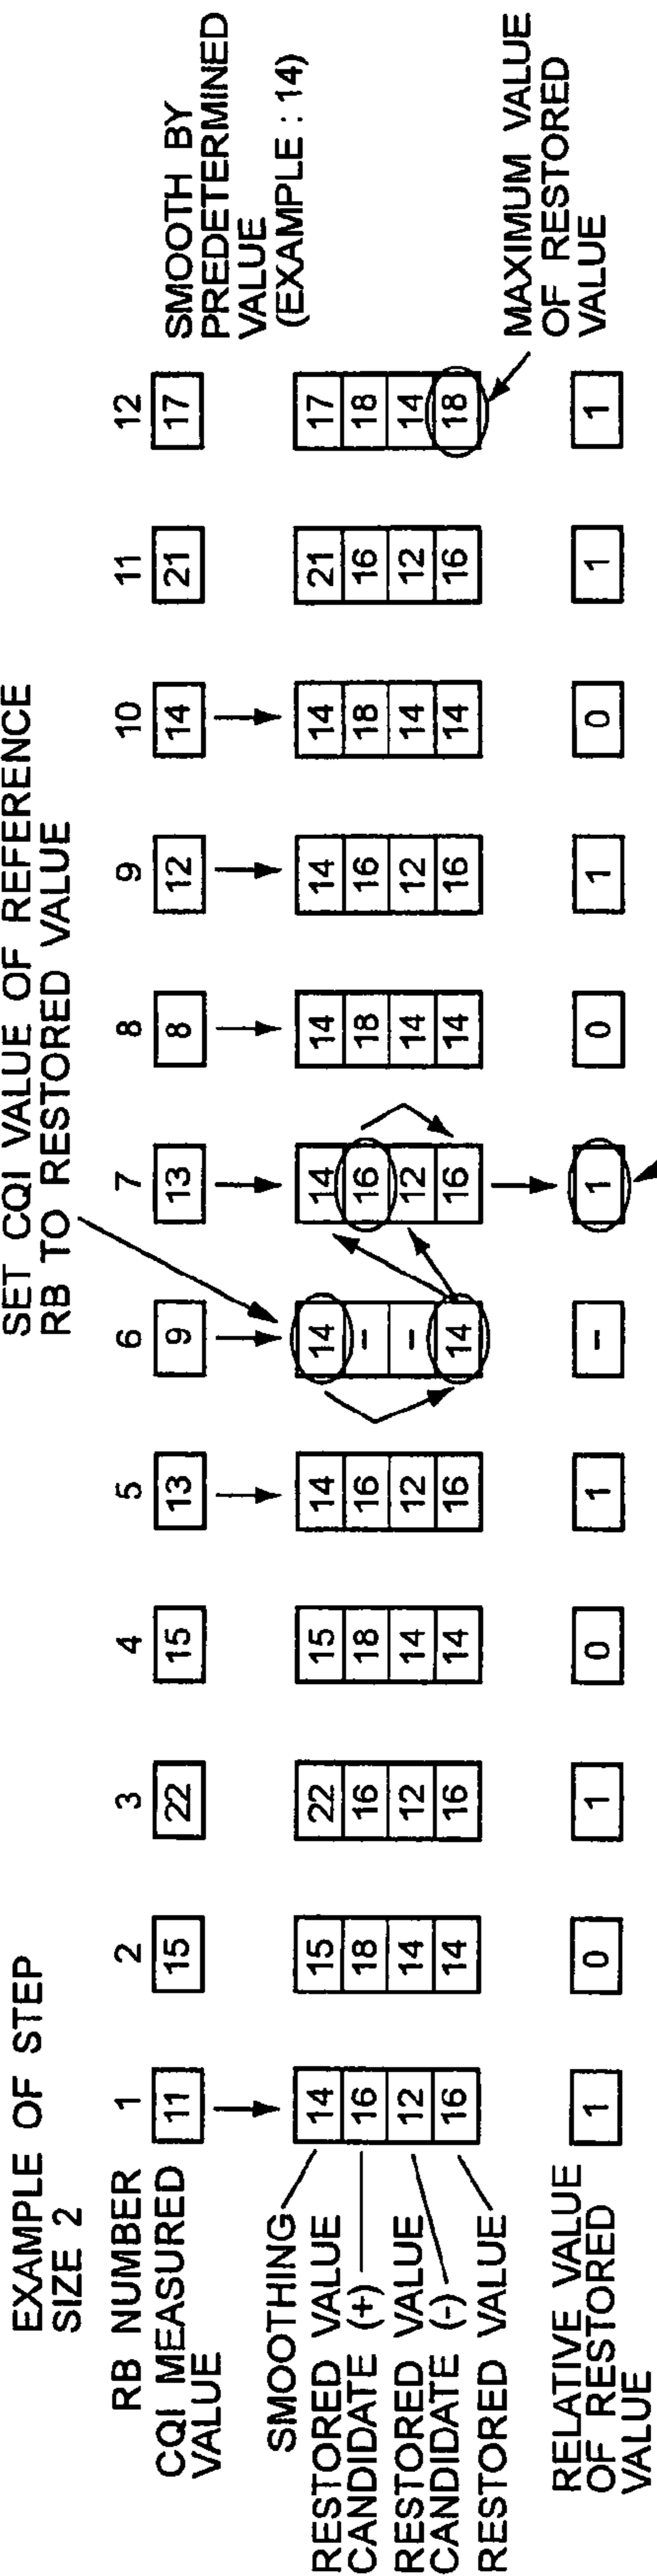 EXAMPLE OF STEP
SIZE 2
SET CQI VALUE OF REFERENCE
RB TO RESTORED VALUE
RB NUMBER 1 2 3 4 5 6 7 8 9 10 11 12
CQI MEASURED
VALUE
11 15 22 15 13 9 13 8 12 14 21 17
SMOOTH BY
PREDETERMINED
VALUE
(EXAMPLE : 14)
SMOOTHING
14 15 22 15 14 14 14 14 14 14 21 17
RESTORED VALUE
CANDIDATE (+)
16 18 16 18 16 – 16 18 16 18 16 18
RESTORED VALUE
CANDIDATE (-)
12 14 12 14 12 – 12 14 12 14 12 14
RESTORED VALUE
16 14 16 14 16 14 16 14 16 14 16 18
MAXIMUM VALUE
OF RESTORED
VALUE
RELATIVE VALUE
OF RESTORED
VALUE
1 0 1 0 1 – 1 0 1 0 1 1